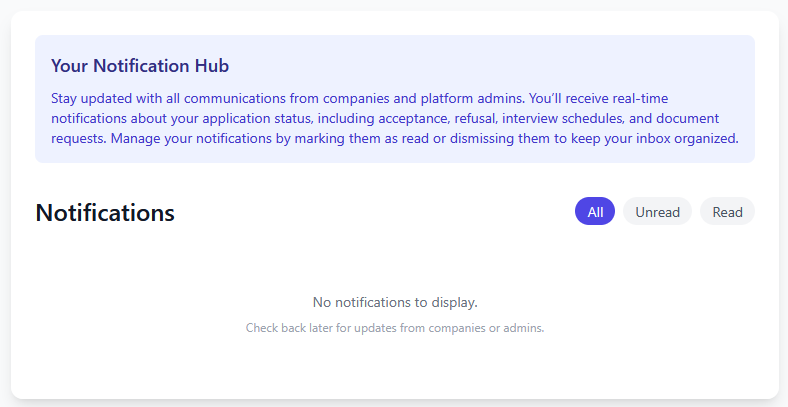 Your Notification Hub
Stay updated with all communications from companies and platform admins. You’ll receive real-time
notifications about your application status, including acceptance, refusal, interview schedules, and document
requests. Manage your notifications by marking them as read or dismissing them to keep your inbox organized.
Notifications
All Unread Read
No notifications to display.
Check back later for updates from companies or admins.